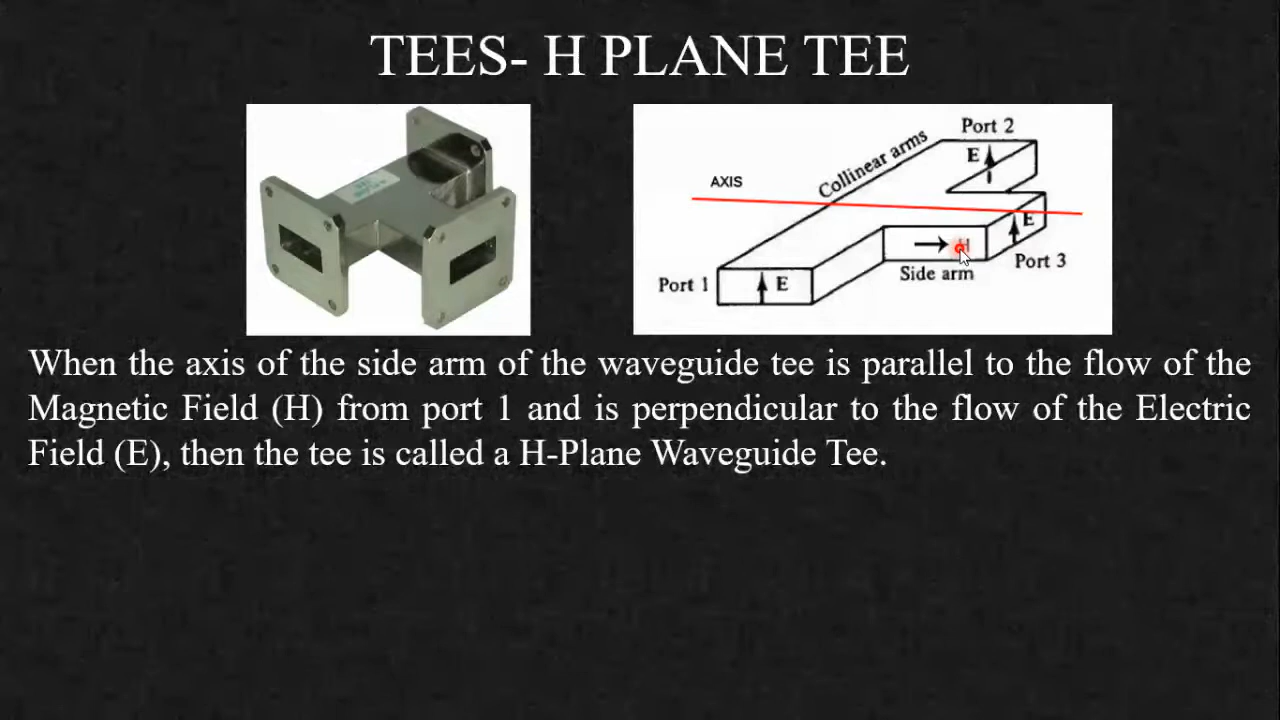 TEES- H PLANE TEE
Port 2
E
Collinear arms
AXIS
E
Port 3
Side arm
Port 1
E
When the axis of the side arm of the waveguide tee is parallel to the flow of the
Magnetic Field (H) from port 1 and is perpendicular to the flow of the Electric
Field (E), then the tee is called a H-Plane Waveguide Tee.